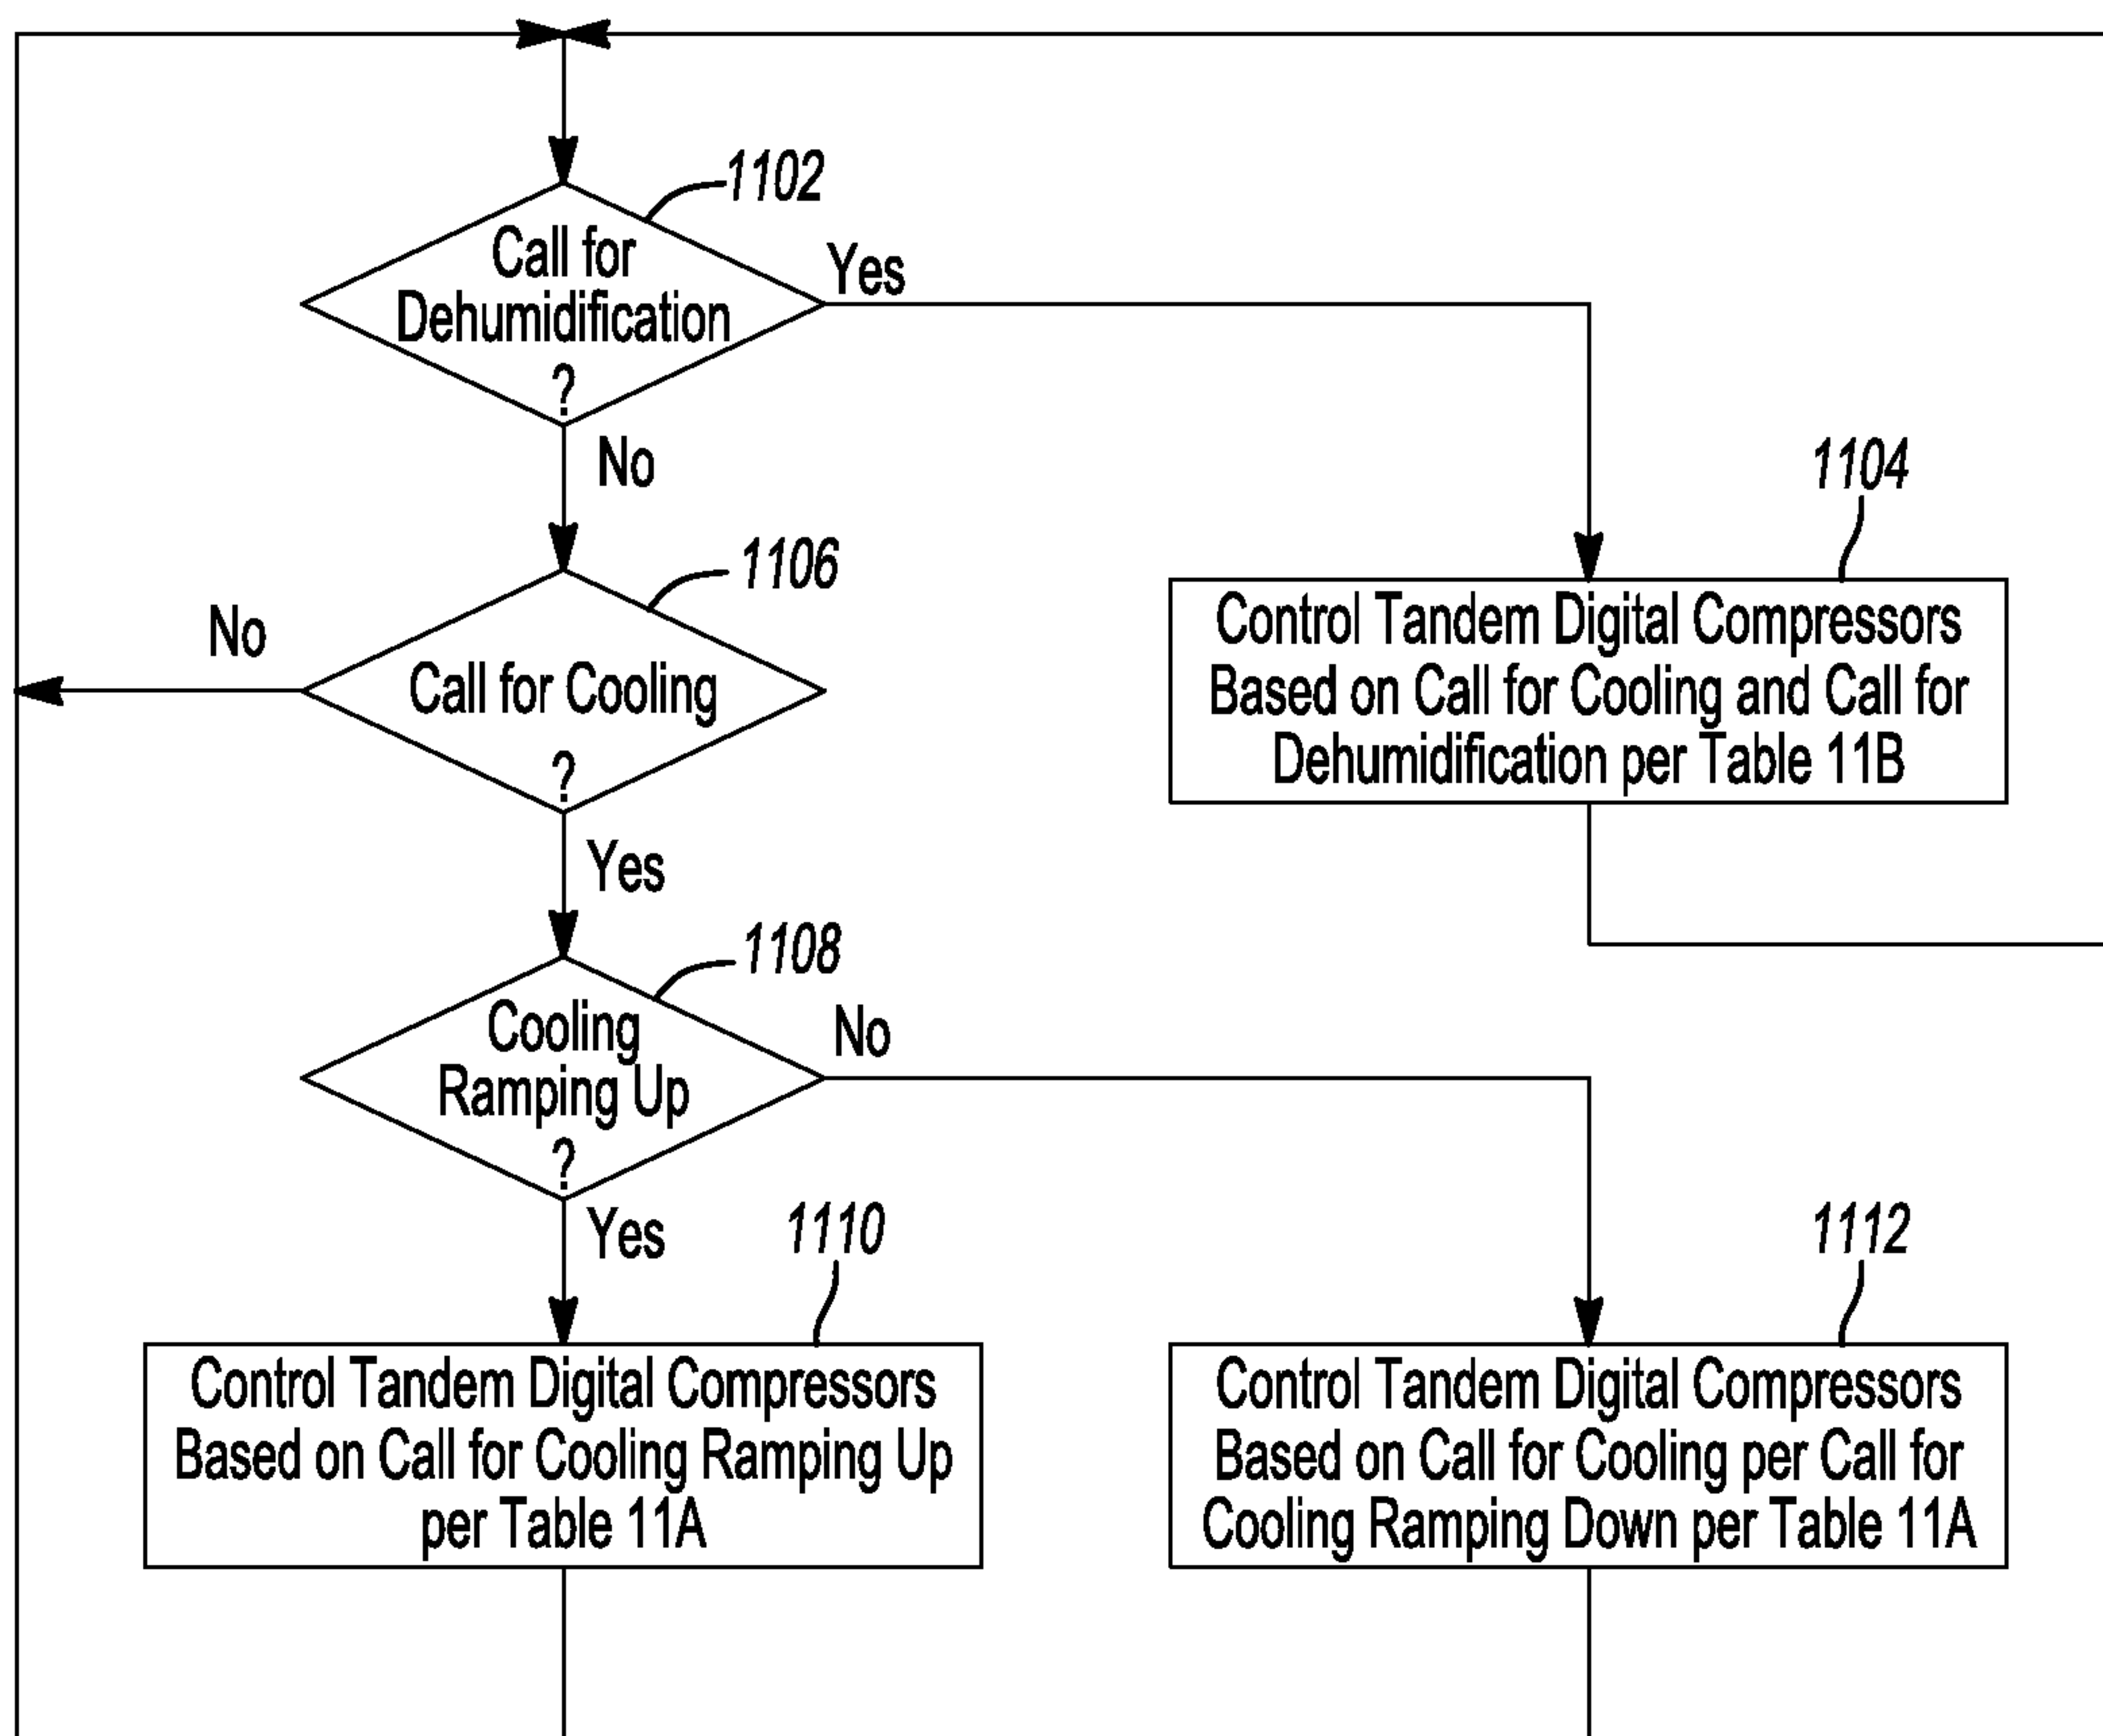 1102
Call for
Dehumidification
?
Yes
No
1104
Control Tandem Digital Compressors
Based on Call for Cooling and Call for
Dehumidification per Table 11B
1106
No
Call for Cooling
?
Yes
1108
Cooling
Ramping Up
?
No
Yes
1110
Control Tandem Digital Compressors
Based on Call for Cooling Ramping Up
per Table 11A
1112
Control Tandem Digital Compressors
Based on Call for Cooling per Call for
Cooling Ramping Down per Table 11A